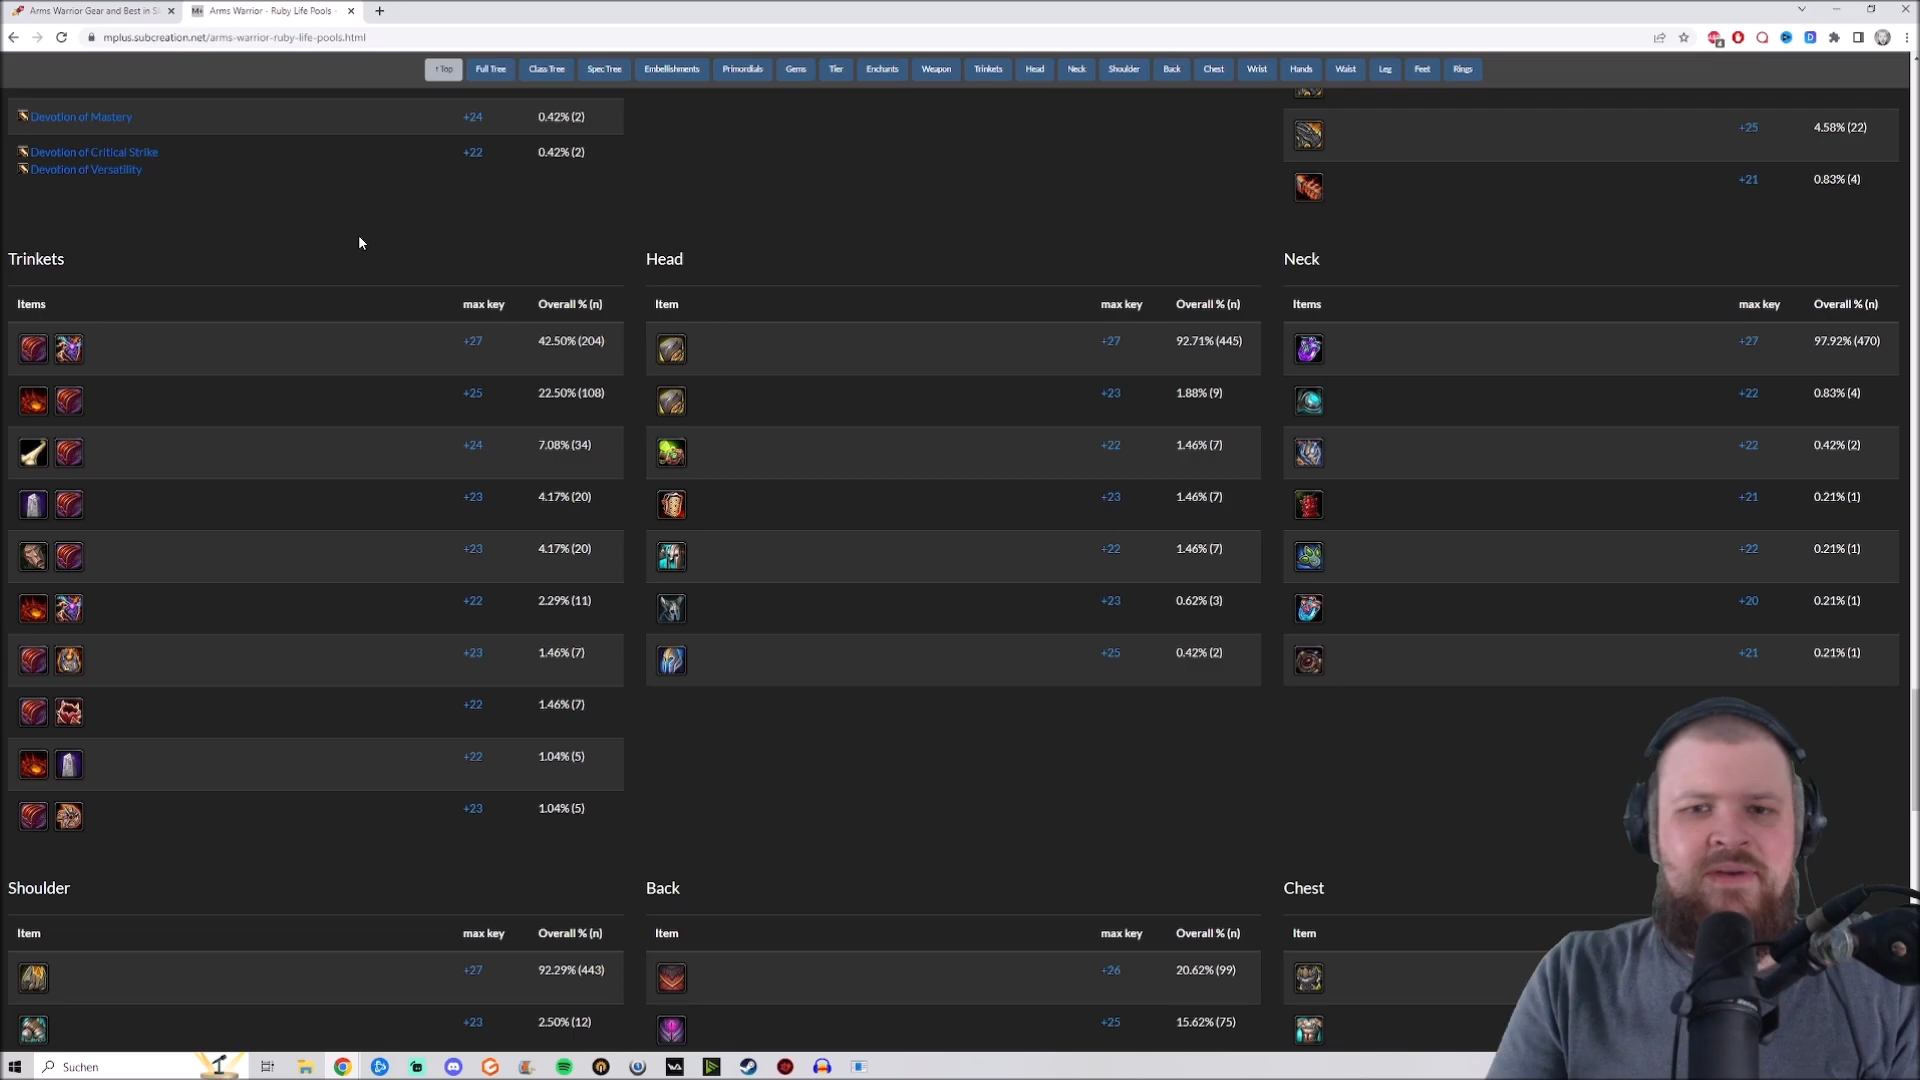 Arms Warrior Gear and Best in S
Arms Warrior - Ruby Life Pools -
mplus.subcreation.net/arms-warrior-ruby-life-pools.html
↑ Top
Full Tree
Class Tree
Spec Tree
Embellishments
Primordials
Gems
Tier
Enchants
Weapon
Trinkets
Head
Neck
Shoulder
Back
Chest
Wrist
Hands
Waist
Leg
Feet
Rings
Devotion of Mastery +24 0.42% (2)
Devotion of Critical Strike +22 0.42% (2)
Devotion of Versatility
+25 4.58% (22)
+21 0.83% (4)
Trinkets
Items max key Overall % (n)
+27 42.50% (204)
+25 22.50% (108)
+24 7.08% (34)
+23 4.17% (20)
+23 4.17% (20)
+22 2.29% (11)
+23 1.46% (7)
+22 1.46% (7)
+22 1.04% (5)
+23 1.04% (5)
Head
Item max key Overall % (n)
+27 92.71% (445)
+23 1.88% (9)
+22 1.46% (7)
+23 1.46% (7)
+22 1.46% (7)
+23 0.62% (3)
+25 0.42% (2)
Neck
Items max key Overall % (n)
+27 97.92% (470)
+22 0.83% (4)
+22 0.42% (2)
+21 0.21% (1)
+22 0.21% (1)
+20 0.21% (1)
+21 0.21% (1)
Shoulder
Item max key Overall % (n)
+27 92.29% (443)
+23 2.50% (12)
Back
Item max key Overall % (n)
+26 20.62% (99)
+25 15.62% (75)
Chest
Item
Suchen